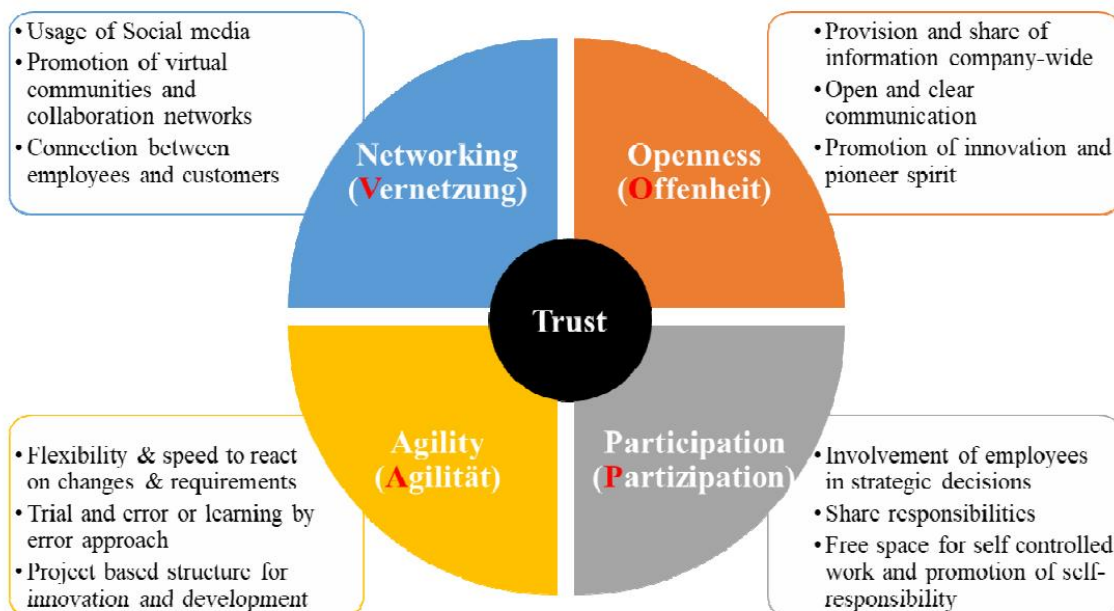 • Usage of Social media
• Promotion of virtual
communities and
collaboration networks
• Connection between
employees and customers
• Provision and share of
information company-wide
• Open and clear
communication
• Promotion of innovation and
pioneer spirit
Networking
(Vernetzung)
Openness
(Offenheit)
Trust
Agility
(Agilität)
Participation
(Partizipation)
• Flexibility & speed to react
on changes & requirements
• Trial and error or learning by
error approach
• Project based structure for
innovation and development
• Involvement of employees
in strategic decisions
• Share responsibilities
• Free space for self controlled
work and promotion of self-
responsibility